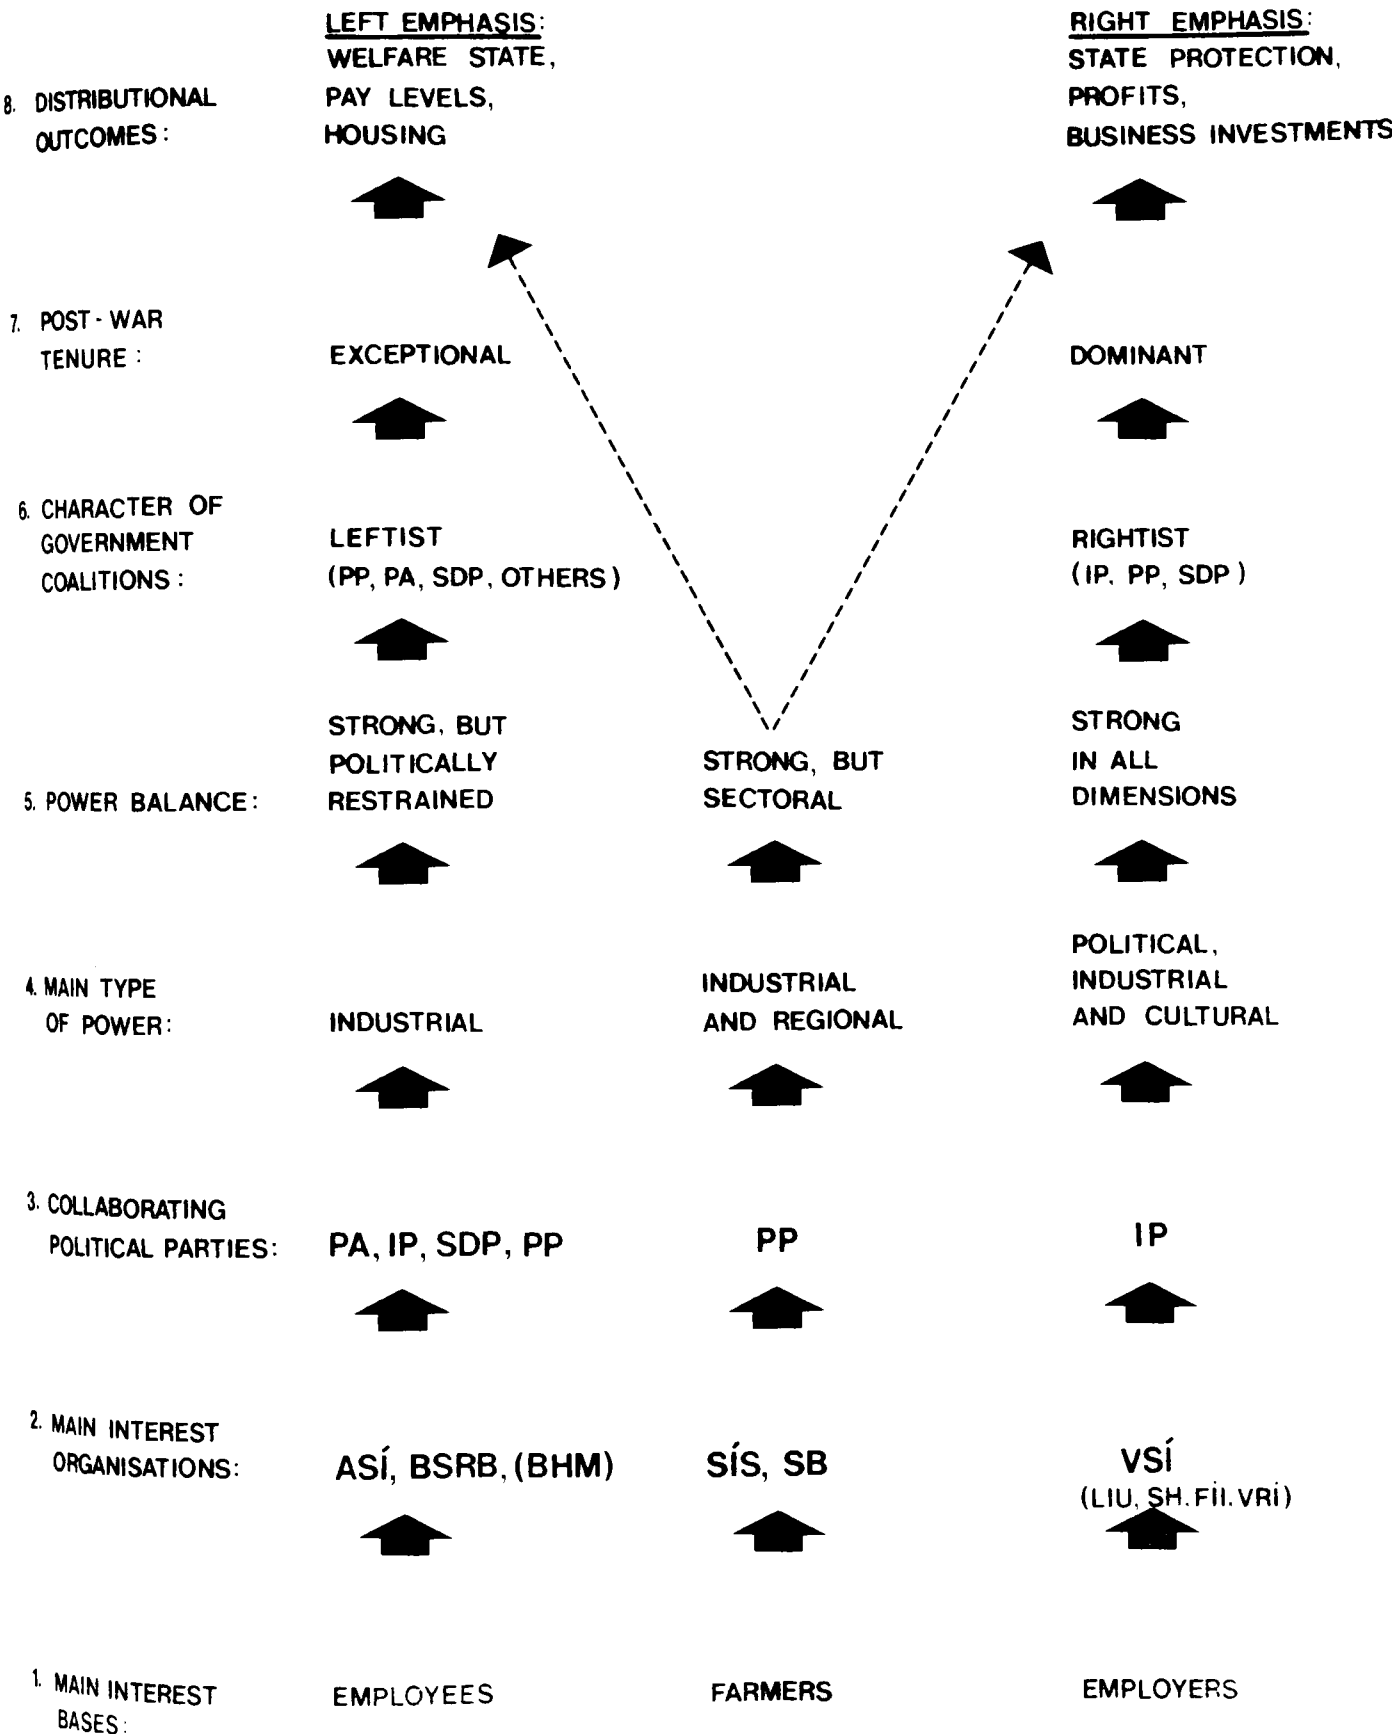 LEFT EMPHASIS:
WELFARE STATE,
PAY LEVELS,
HOUSING
RIGHT EMPHASIS:
STATE PROTECTION,
PROFITS,
BUSINESS INVESTMENTS
8. DISTRIBUTIONAL
OUTCOMES:
7. POST-WAR
TENURE:
EXCEPTIONAL
DOMINANT
6. CHARACTER OF
GOVERNMENT
COALITIONS:
LEFTIST
(PP, PA, SDP, OTHERS)
RIGHTIST
(IP, PP, SDP)
5. POWER BALANCE:
STRONG, BUT
POLITICALLY
RESTRAINED
STRONG, BUT
SECTORAL
STRONG
IN ALL
DIMENSIONS
4. MAIN TYPE
OF POWER:
INDUSTRIAL
INDUSTRIAL
AND REGIONAL
POLITICAL,
INDUSTRIAL
AND CULTURAL
3. COLLABORATING
POLITICAL PARTIES:
PA, IP, SDP, PP
PP
IP
2. MAIN INTEREST
ORGANISATIONS:
ASÍ, BSRB, (BHM)
SÍS, SB
VSÍ
(LIU, SH. FÍI. VRÍ)
1. MAIN INTEREST
BASES:
EMPLOYEES
FARMERS
EMPLOYERS